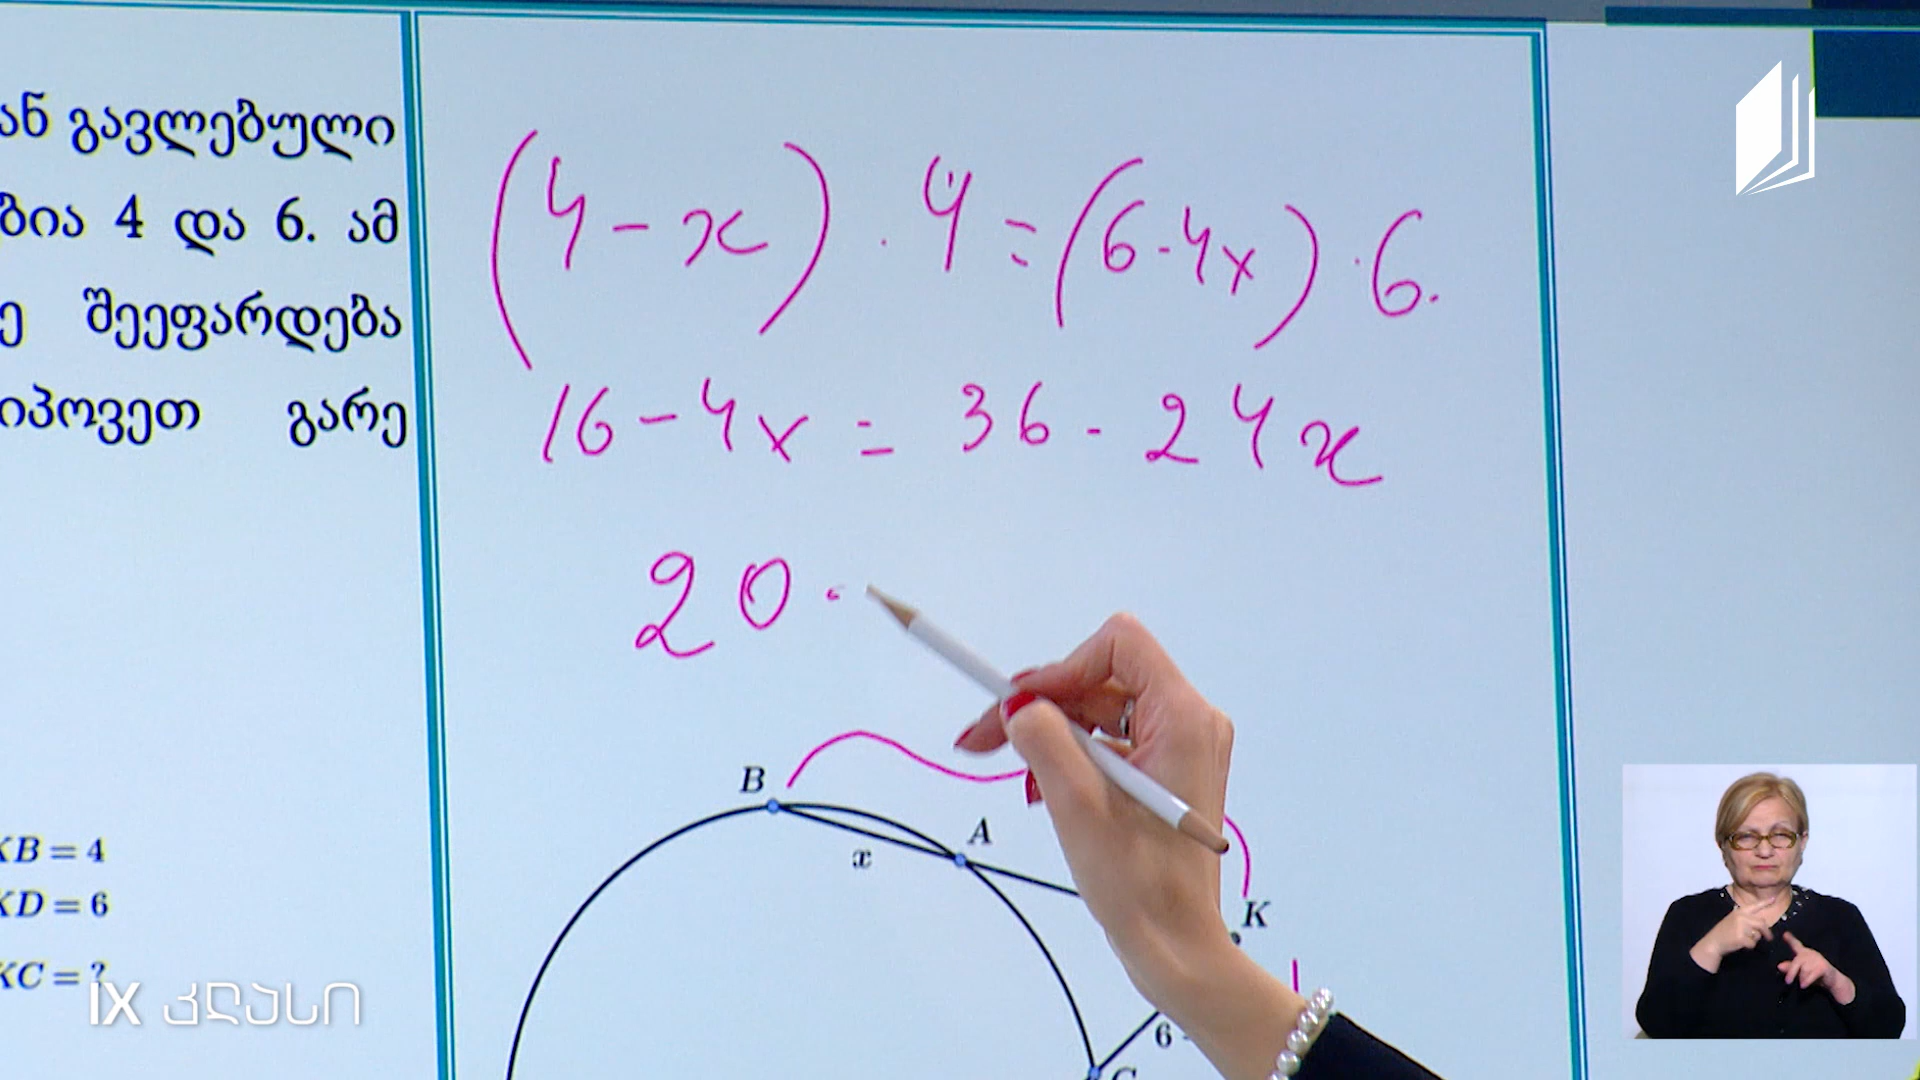 ან გავლებული
ზია 4 და 6. ამ
ე შეეფარდება
იპოვეთ გარე
(4 - x) · 4 = (6 - 4x) · 6.
16 - 4x = 36 - 24x
20
B
A
x
K
6 -
C
KB = 4
KD = 6
KC = ?
IX კლასი